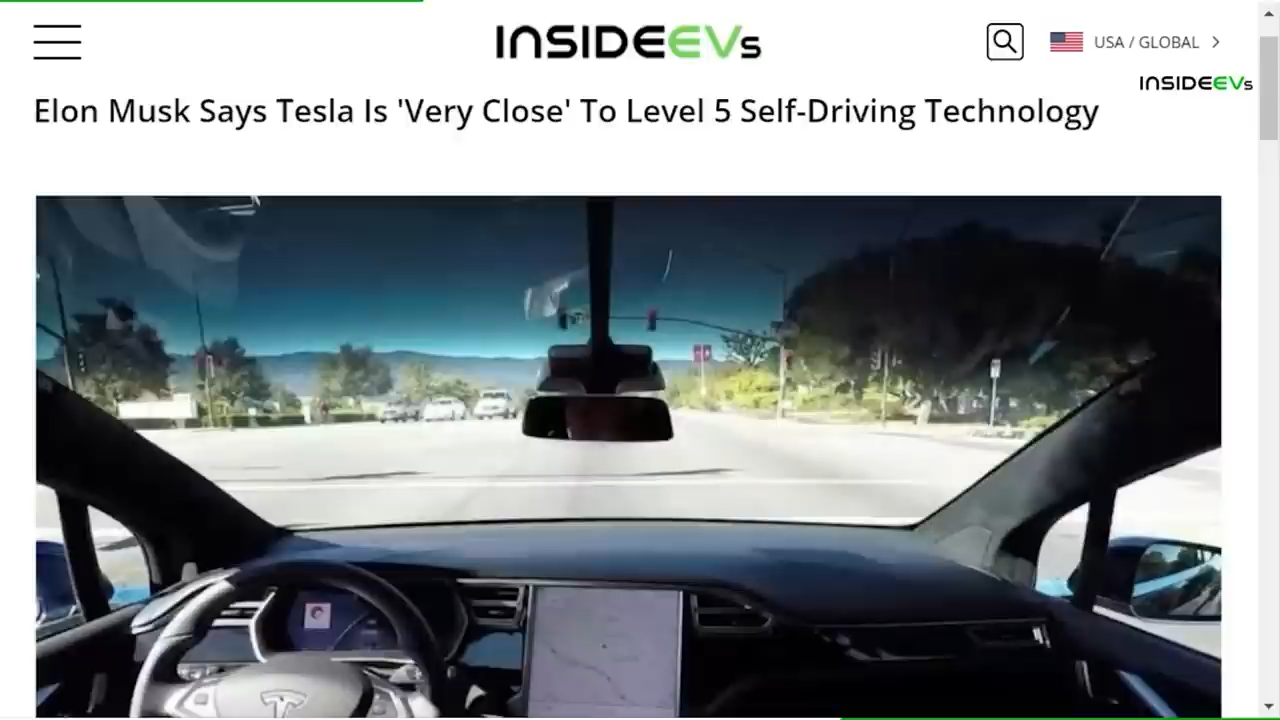 INSIDEEVs
USA / GLOBAL
INSIDEEVs
Elon Musk Says Tesla Is 'Very Close' To Level 5 Self-Driving Technology